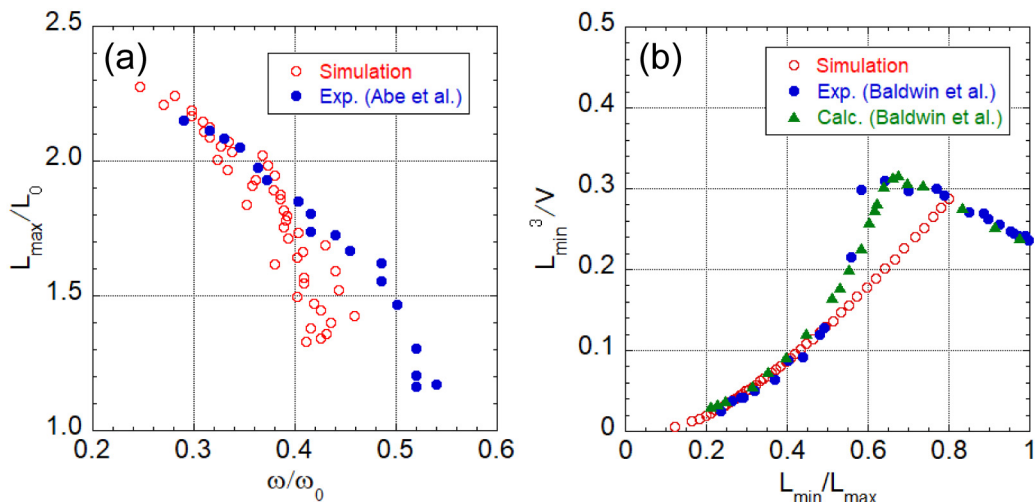 (a)
Simulation
Exp. (Abe et al.)
2.5
2.0
1.5
1.0
L_max/L_0
0.2 0.3 0.4 0.5 0.6
ω/ω_0
(b)
Simulation
Exp. (Baldwin et al.)
Calc. (Baldwin et al.)
0.5
0.4
0.3
0.2
0.1
0
L_min^3/V
0 0.2 0.4 0.6 0.8 1
L_min/L_max